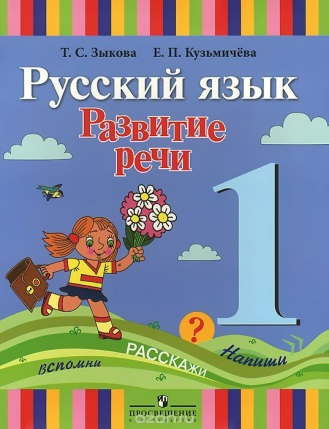 Т. С. Зыкова Е. П. Кузьмичёва
Русский язык
Развитие
речи
1
?
Вспомни
РАССКАЖИ
Напиши
ПРОСВЕЩЕНИЕ